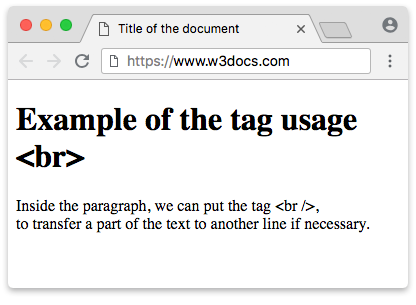 Title of the document
https://www.w3docs.com
Example of the tag usage
<br>
Inside the paragraph, we can put the tag <br />,
to transfer a part of the text to another line if necessary.